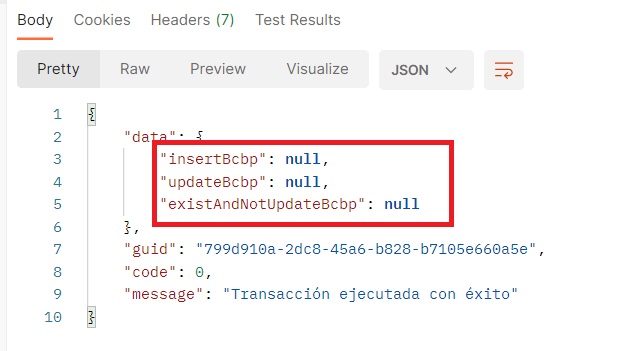 Body Cookies Headers (7) Test Results
Pretty Raw Preview Visualize JSON
1 {
2 "data": {
3 "insertBcbp": null,
4 "updateBcbp": null,
5 "existAndNotUpdateBcbp": null
6 },
7 "guid": "799d910a-2dc8-45a6-b828-b7105e660a5e",
8 "code": 0,
9 "message": "Transacción ejecutada con éxito"
10 }